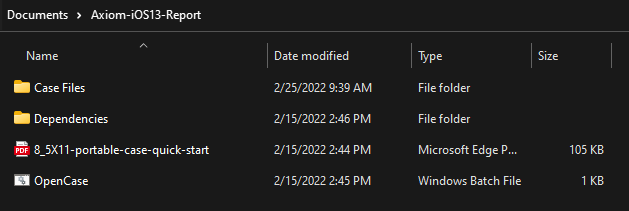 Documents > Axiom-iOS13-Report
Name Date modified Type Size
Case Files 2/25/2022 9:39 AM File folder
Dependencies 2/15/2022 2:46 PM File folder
PDF 8_5X11-portable-case-quick-start 2/15/2022 2:44 PM Microsoft Edge P... 105 KB
OpenCase 2/15/2022 2:45 PM Windows Batch File 1 KB